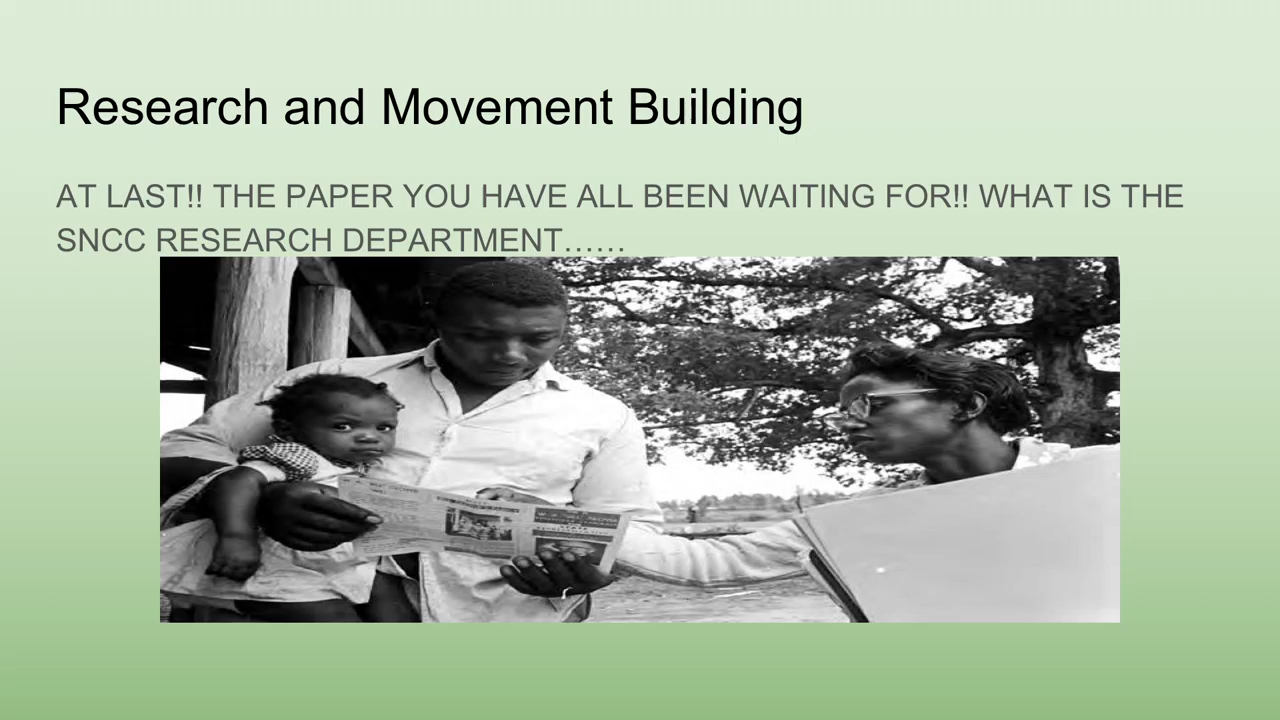 Research and Movement Building
AT LAST!! THE PAPER YOU HAVE ALL BEEN WAITING FOR!! WHAT IS THE
SNCC RESEARCH DEPARTMENT……